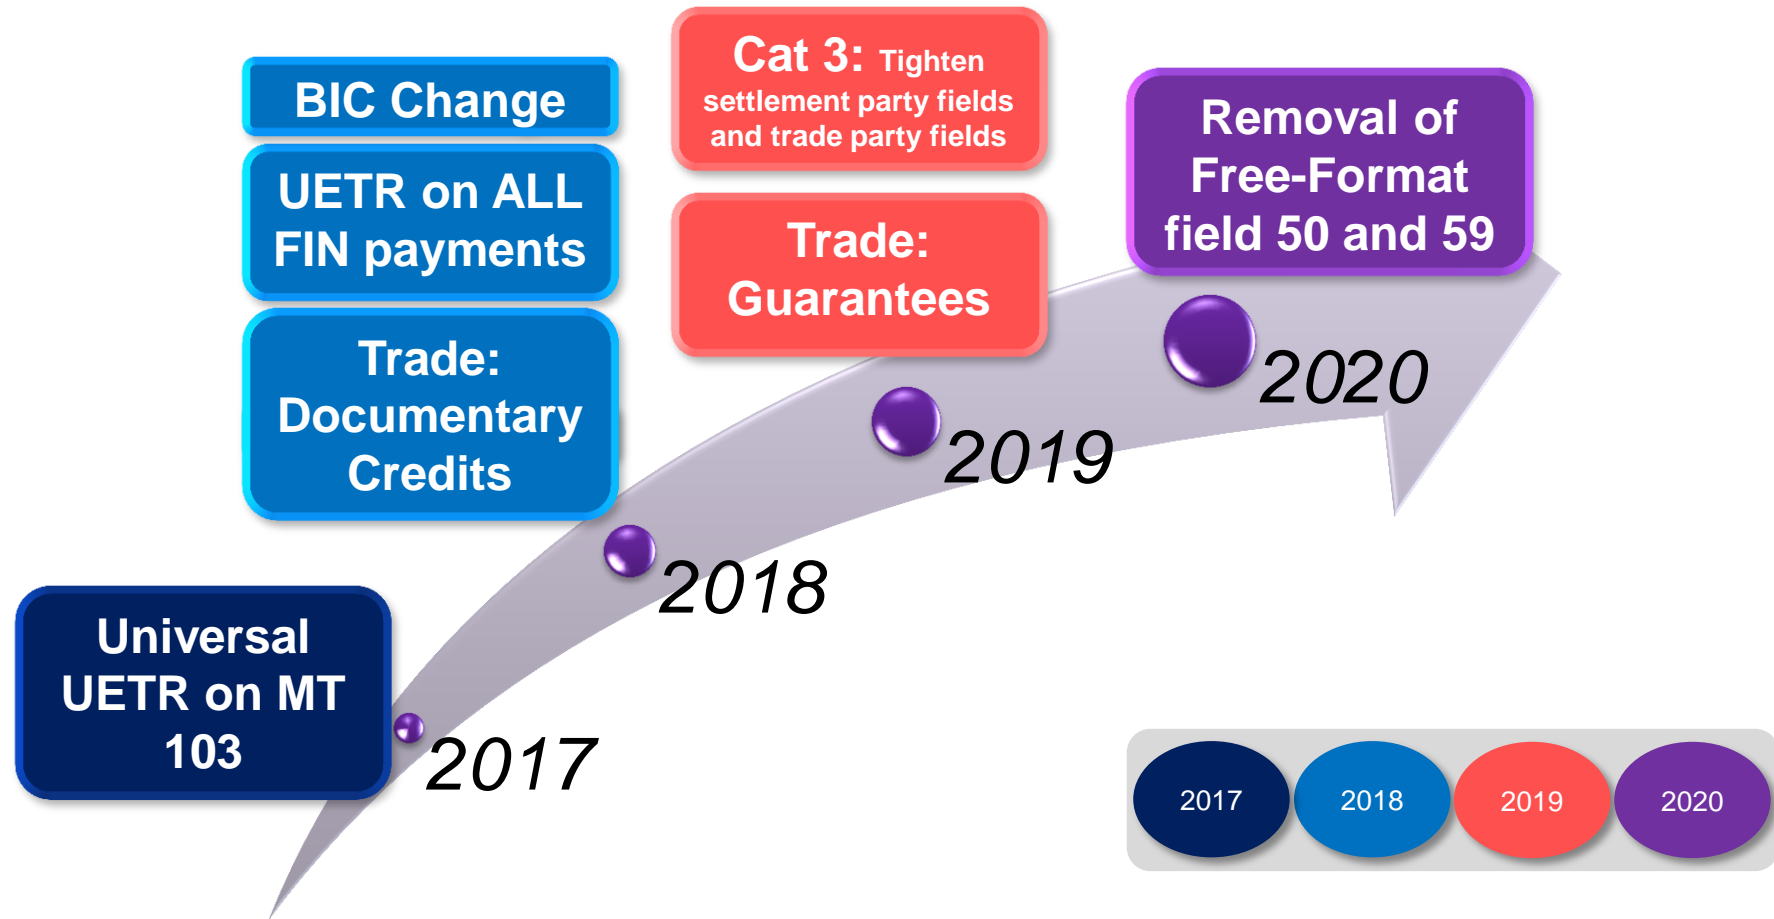 BIC Change
UETR on ALL
FIN payments
Trade:
Documentary
Credits
Cat 3: Tighten
settlement party fields
and trade party fields
Trade:
Guarantees
Removal of
Free-Format
field 50 and 59
Universal
UETR on MT
103
2017
2018
2019
2020
2017
2018
2019
2020